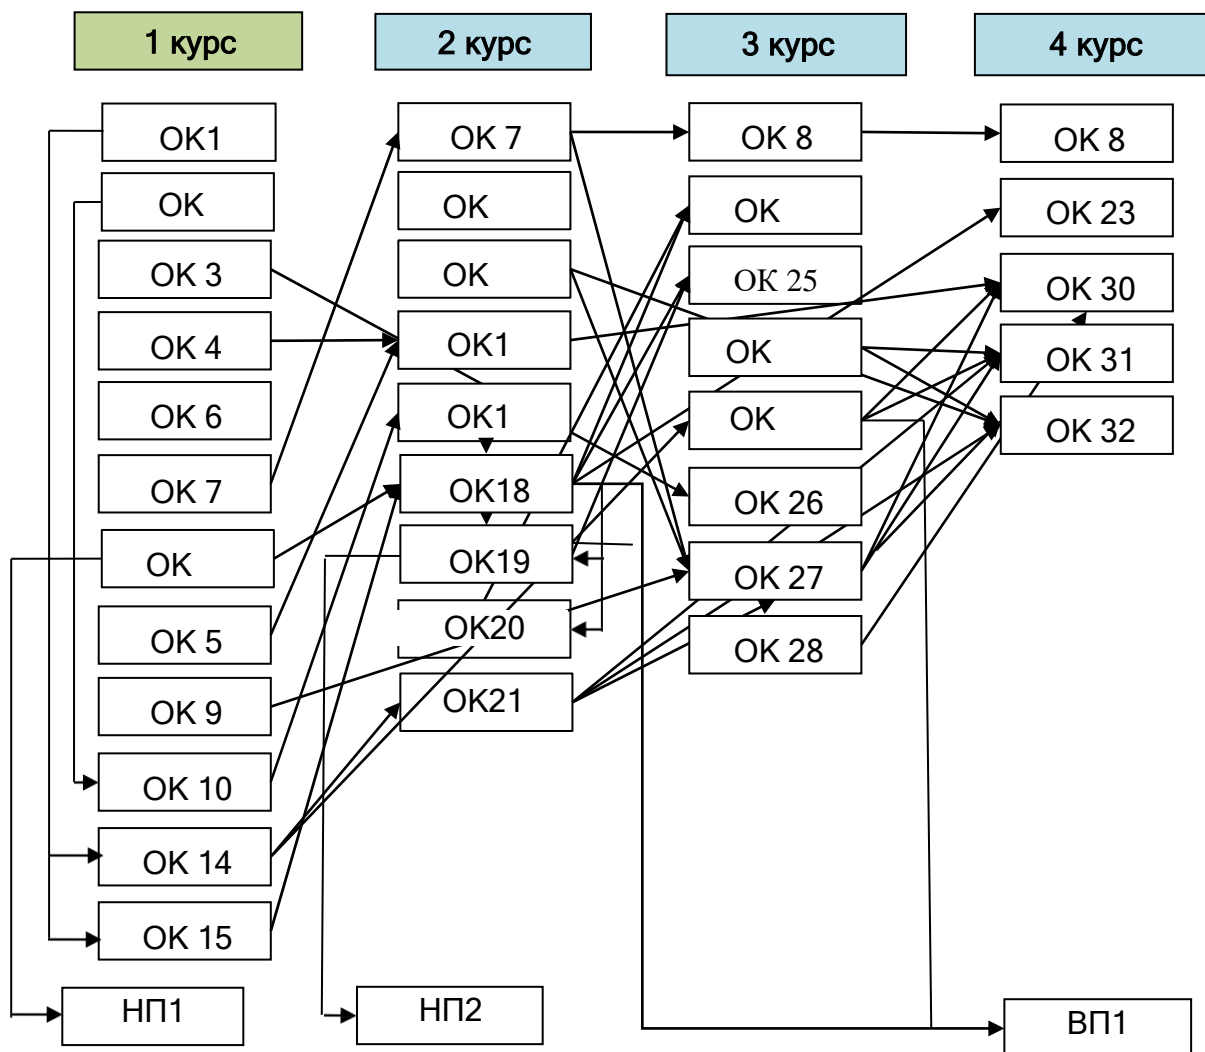 1 курс
2 курс
3 курс
4 курс
ОК1
ОК
ОК 3
ОК 4
ОК 6
ОК 7
ОК
ОК 5
ОК 9
ОК 10
ОК 14
ОК 15
НП1
ОК 7
ОК
ОК
ОК1
ОК1
ОК18
ОК19
ОК20
ОК21
НП2
ОК 8
ОК
ОК 25
ОК
ОК
ОК 26
ОК 27
ОК 28
ОК 8
ОК 23
ОК 30
ОК 31
ОК 32
ВП1